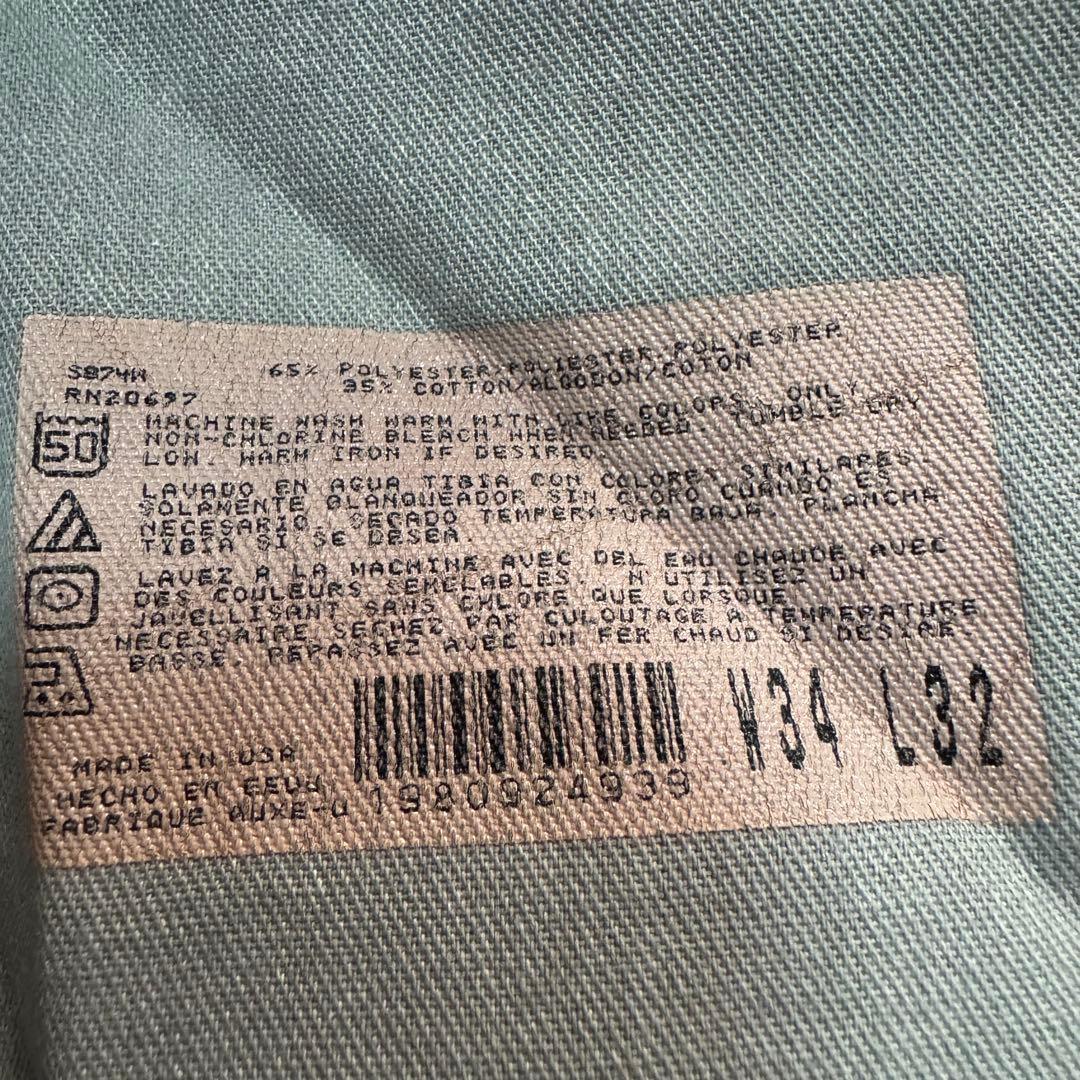 S874W
RN20697
65% POLYESTER/POLIESTER POLYESTER
35% COTTON/ALGODON/COTON
50
MACHINE WASH WARM WITH LIKE COLORS. ONLY
NON-CHLORINE BLEACH WHEN NEEDED. TUMBLE DRY
LOW. WARM IRON IF DESIRED.
LAVADO EN AGUA TIBIA CON COLORES SIMILARES.
SOLAMENTE BLANQUEADOR SIN CLORO CUANDO ES
NECESARIO. SECADO TEMPERATURA BAJA. PLANCHA
TIBIA SI SE DESEA.
LAVEZ A LA MACHINE AVEC DEL EAU CHAUDE AVEC
DES COULEURS SEMBLABLES. N'UTILISEZ UN
JAVELLISANT SANS CHLORE QUE LORSQUE
NECESSAIRE. SECHEZ PAR CULOUTAGE A TEMPERATURE
BASSE. REPASSEZ AVEC UN FER CHAUD SI DESIRE.
W34 L32
MADE IN USA
HECHO EN EEUU
FABRIQUE AUX E-U
1980924939